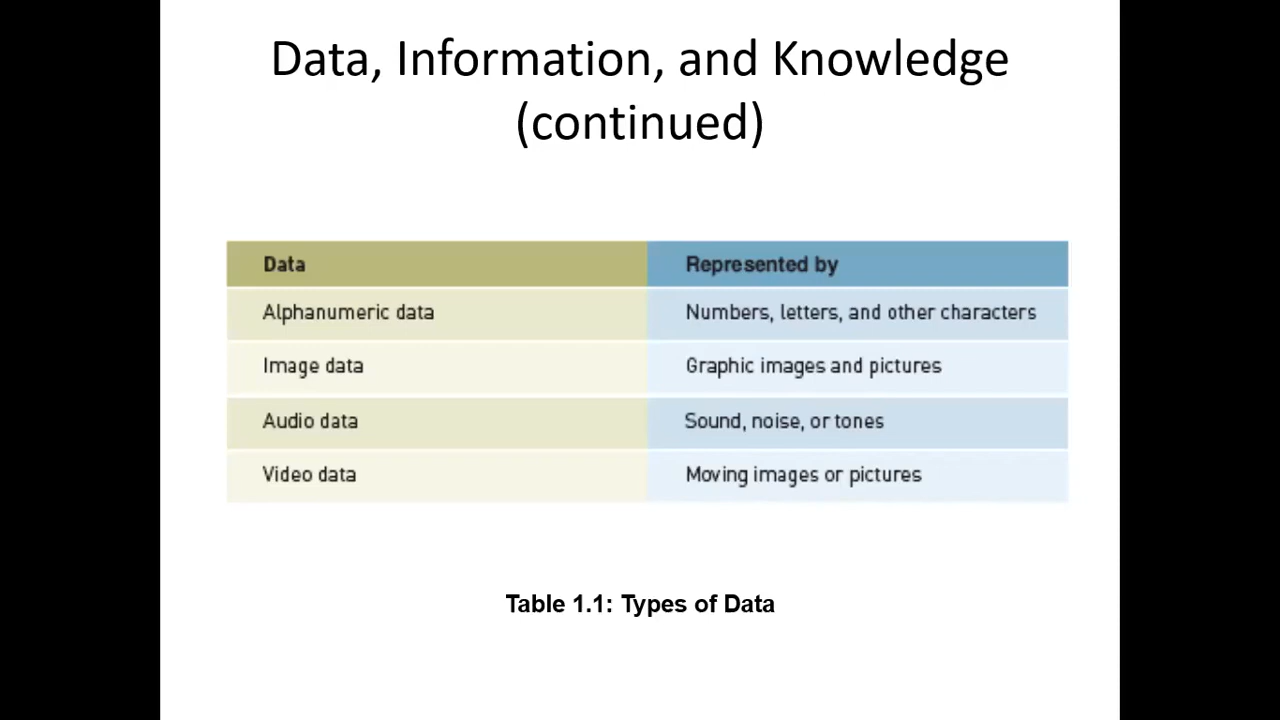 Data, Information, and Knowledge
(continued)
Data Represented by
Alphanumeric data Numbers, letters, and other characters
Image data Graphic images and pictures
Audio data Sound, noise, or tones
Video data Moving images or pictures
Table 1.1: Types of Data